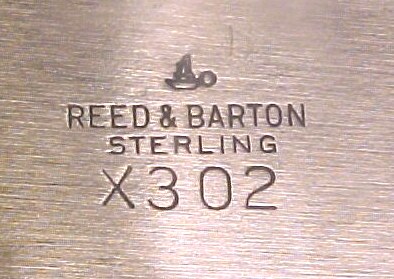 REED & BARTON
STERLING
X302